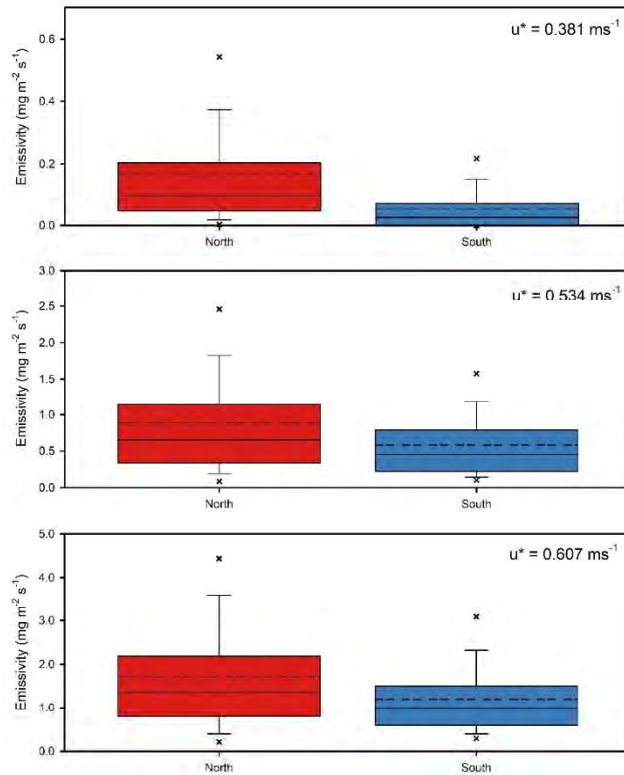 u* = 0.381 ms⁻¹
Emissivity (mg m⁻² s⁻¹)
0.6
0.4
0.2
0.0
North
South
u* = 0.534 ms⁻¹
Emissivity (mg m⁻² s⁻¹)
3.0
2.5
2.0
1.5
1.0
0.5
0.0
North
South
u* = 0.607 ms⁻¹
Emissivity (mg m⁻² s⁻¹)
5.0
4.0
3.0
2.0
1.0
0.0
North
South